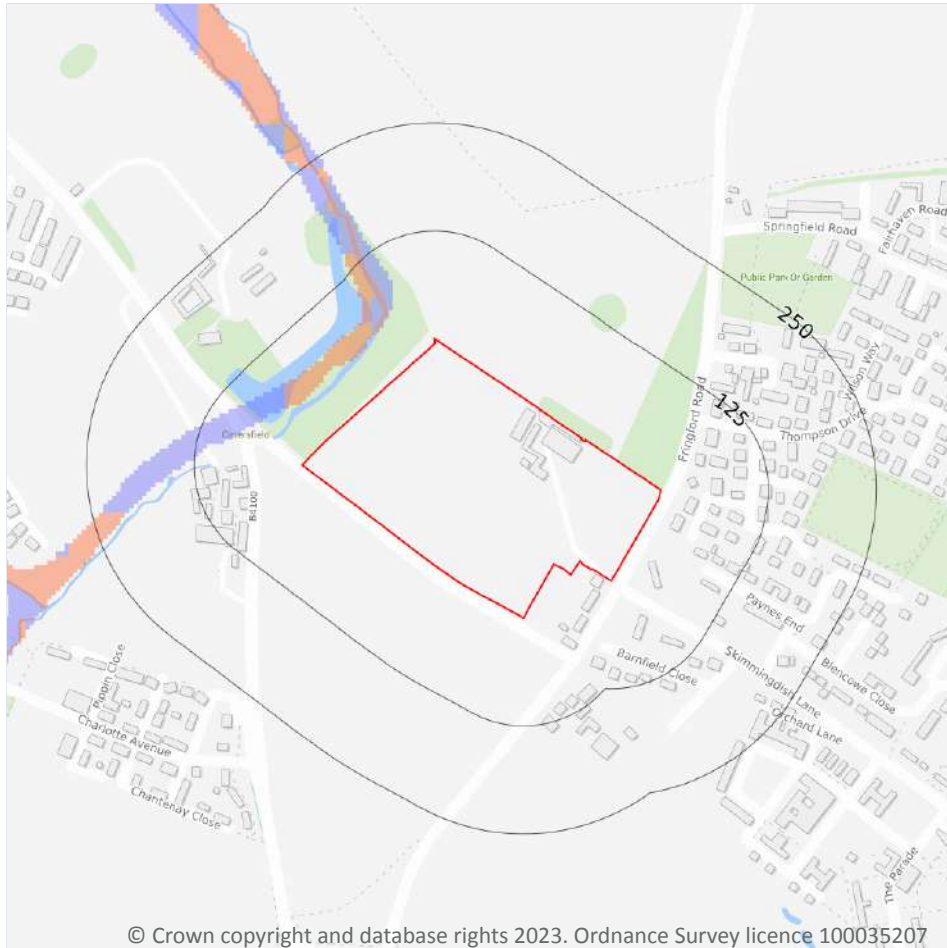 Springfield Road
Fairhaven Road
Public Park Or Garden
250
Wilson Way
125
Fringford Road
Thompson Drive
Caversfield
B4100
Paynes End
Barnfield Close
Skimmingdish Lane
Blencowe Close
Orchard Lane
Pippin Close
Charlotte Avenue
Chantenay Close
The Parade
© Crown copyright and database rights 2023. Ordnance Survey licence 100035207